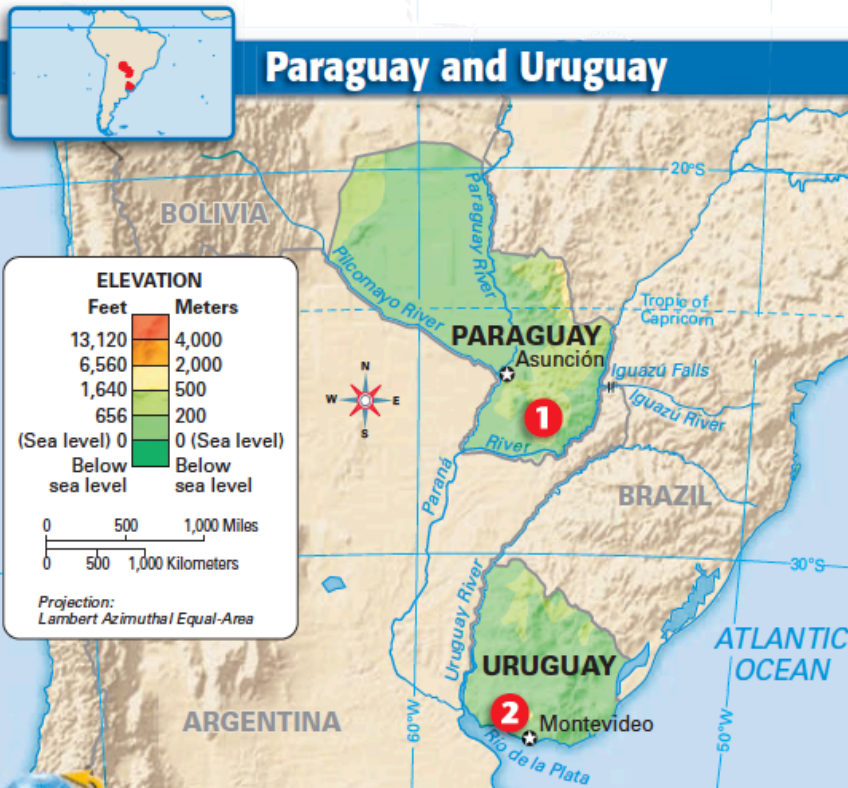 Paraguay and Uruguay
20°S
BOLIVIA
Paraguay River
Pilcomayo River
ELEVATION
Feet Meters
13,120 4,000
6,560 2,000
1,640 500
656 200
(Sea level) 0 0 (Sea level)
Below Below
sea level sea level
0 500 1,000 Miles
0 500 1,000 Kilometers
Projection:
Lambert Azimuthal Equal-Area
N
W E
S
Tropic of
Capricorn
PARAGUAY
Asunción
Iguazú Falls
Iguazú River
1
Paraná River
BRAZIL
30°S
Uruguay River
ATLANTIC
OCEAN
URUGUAY
2
Montevideo
ARGENTINA
60°W
50°W
Río de la Plata